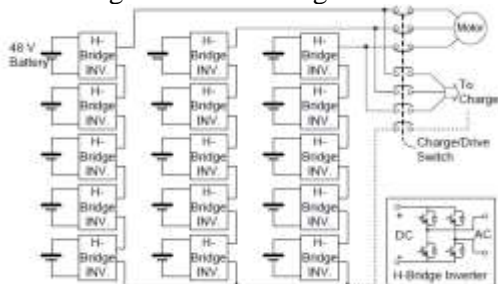 48 V
Battery
H-
Bridge
INV.
H-
Bridge
INV.
H-
Bridge
INV.
Motor
H-
Bridge
INV.
H-
Bridge
INV.
H-
Bridge
INV.
To
Charge
H-
Bridge
INV.
H-
Bridge
INV.
H-
Bridge
INV.
Charge/Drive
Switch
H-
Bridge
INV.
H-
Bridge
INV.
H-
Bridge
INV.
H-
Bridge
INV.
H-
Bridge
INV.
H-
Bridge
INV.
DC
AC
H-Bridge Inverter